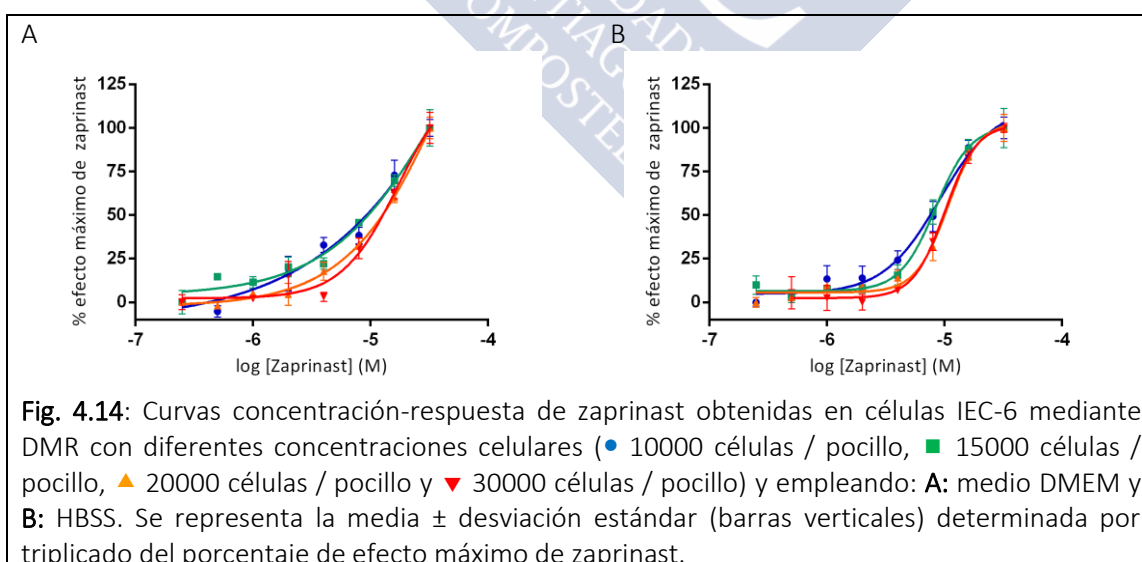 DADE
TIAGO
OMPOSTEL
A
B
% efecto máximo de zaprinast
125
100
75
50
25
0
-7
-6
-5
-4
log [Zaprinast] (M)
% efecto máximo de zaprinast
125
100
75
50
25
0
-7
-6
-5
-4
log [Zaprinast] (M)
Fig. 4.14: Curvas concentración-respuesta de zaprinast obtenidas en células IEC-6 mediante
DMR con diferentes concentraciones celulares (● 10000 células / pocillo, ■ 15000 células /
pocillo, ▲ 20000 células / pocillo y ▼ 30000 células / pocillo) y empleando: A: medio DMEM y
B: HBSS. Se representa la media ± desviación estándar (barras verticales) determinada por
triplicado del porcentaje de efecto máximo de zaprinast.